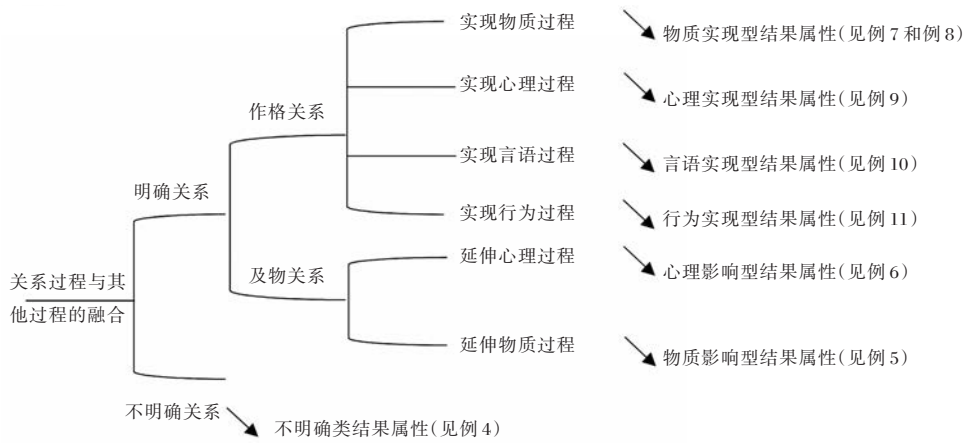 实现物质过程
物质实现型结果属性(见例 7 和例 8)
实现心理过程
心理实现型结果属性(见例 9)
作格关系
实现言语过程
言语实现型结果属性(见例 10)
明确关系
实现行为过程
行为实现型结果属性(见例 11)
延伸心理过程
心理影响型结果属性(见例 6)
及物关系
关系过程与其
他过程的融合
延伸物质过程
物质影响型结果属性(见例 5)
不明确关系
不明确类结果属性(见例 4)